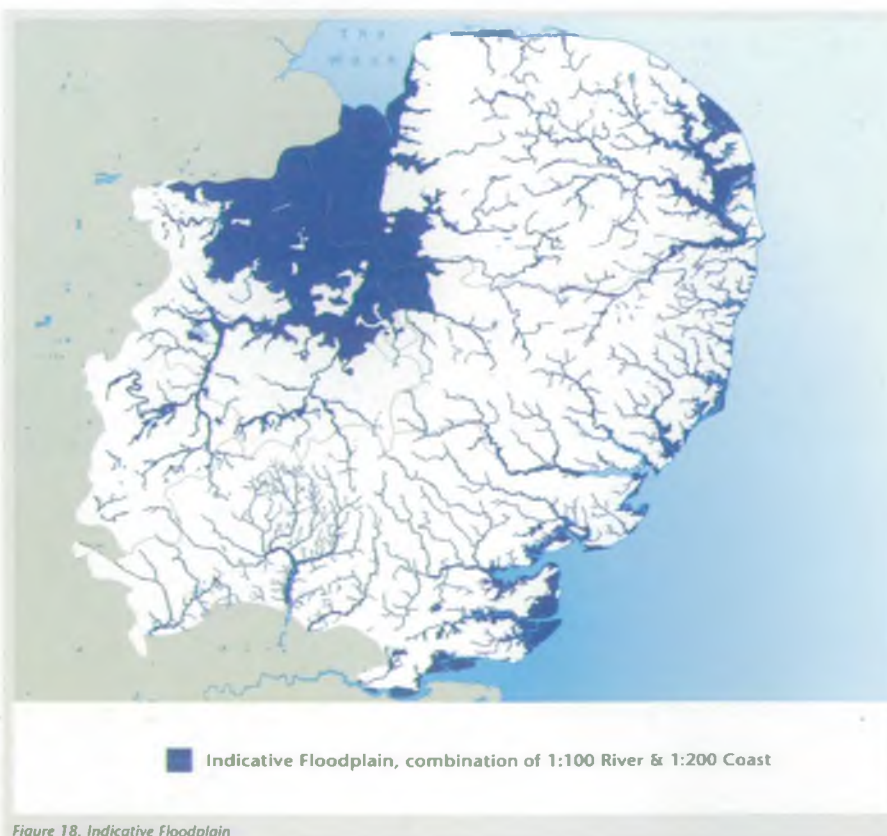 The
Wash
Indicative Floodplain, combination of 1:100 River & 1:200 Coast
Figure 18. Indicative Floodplain